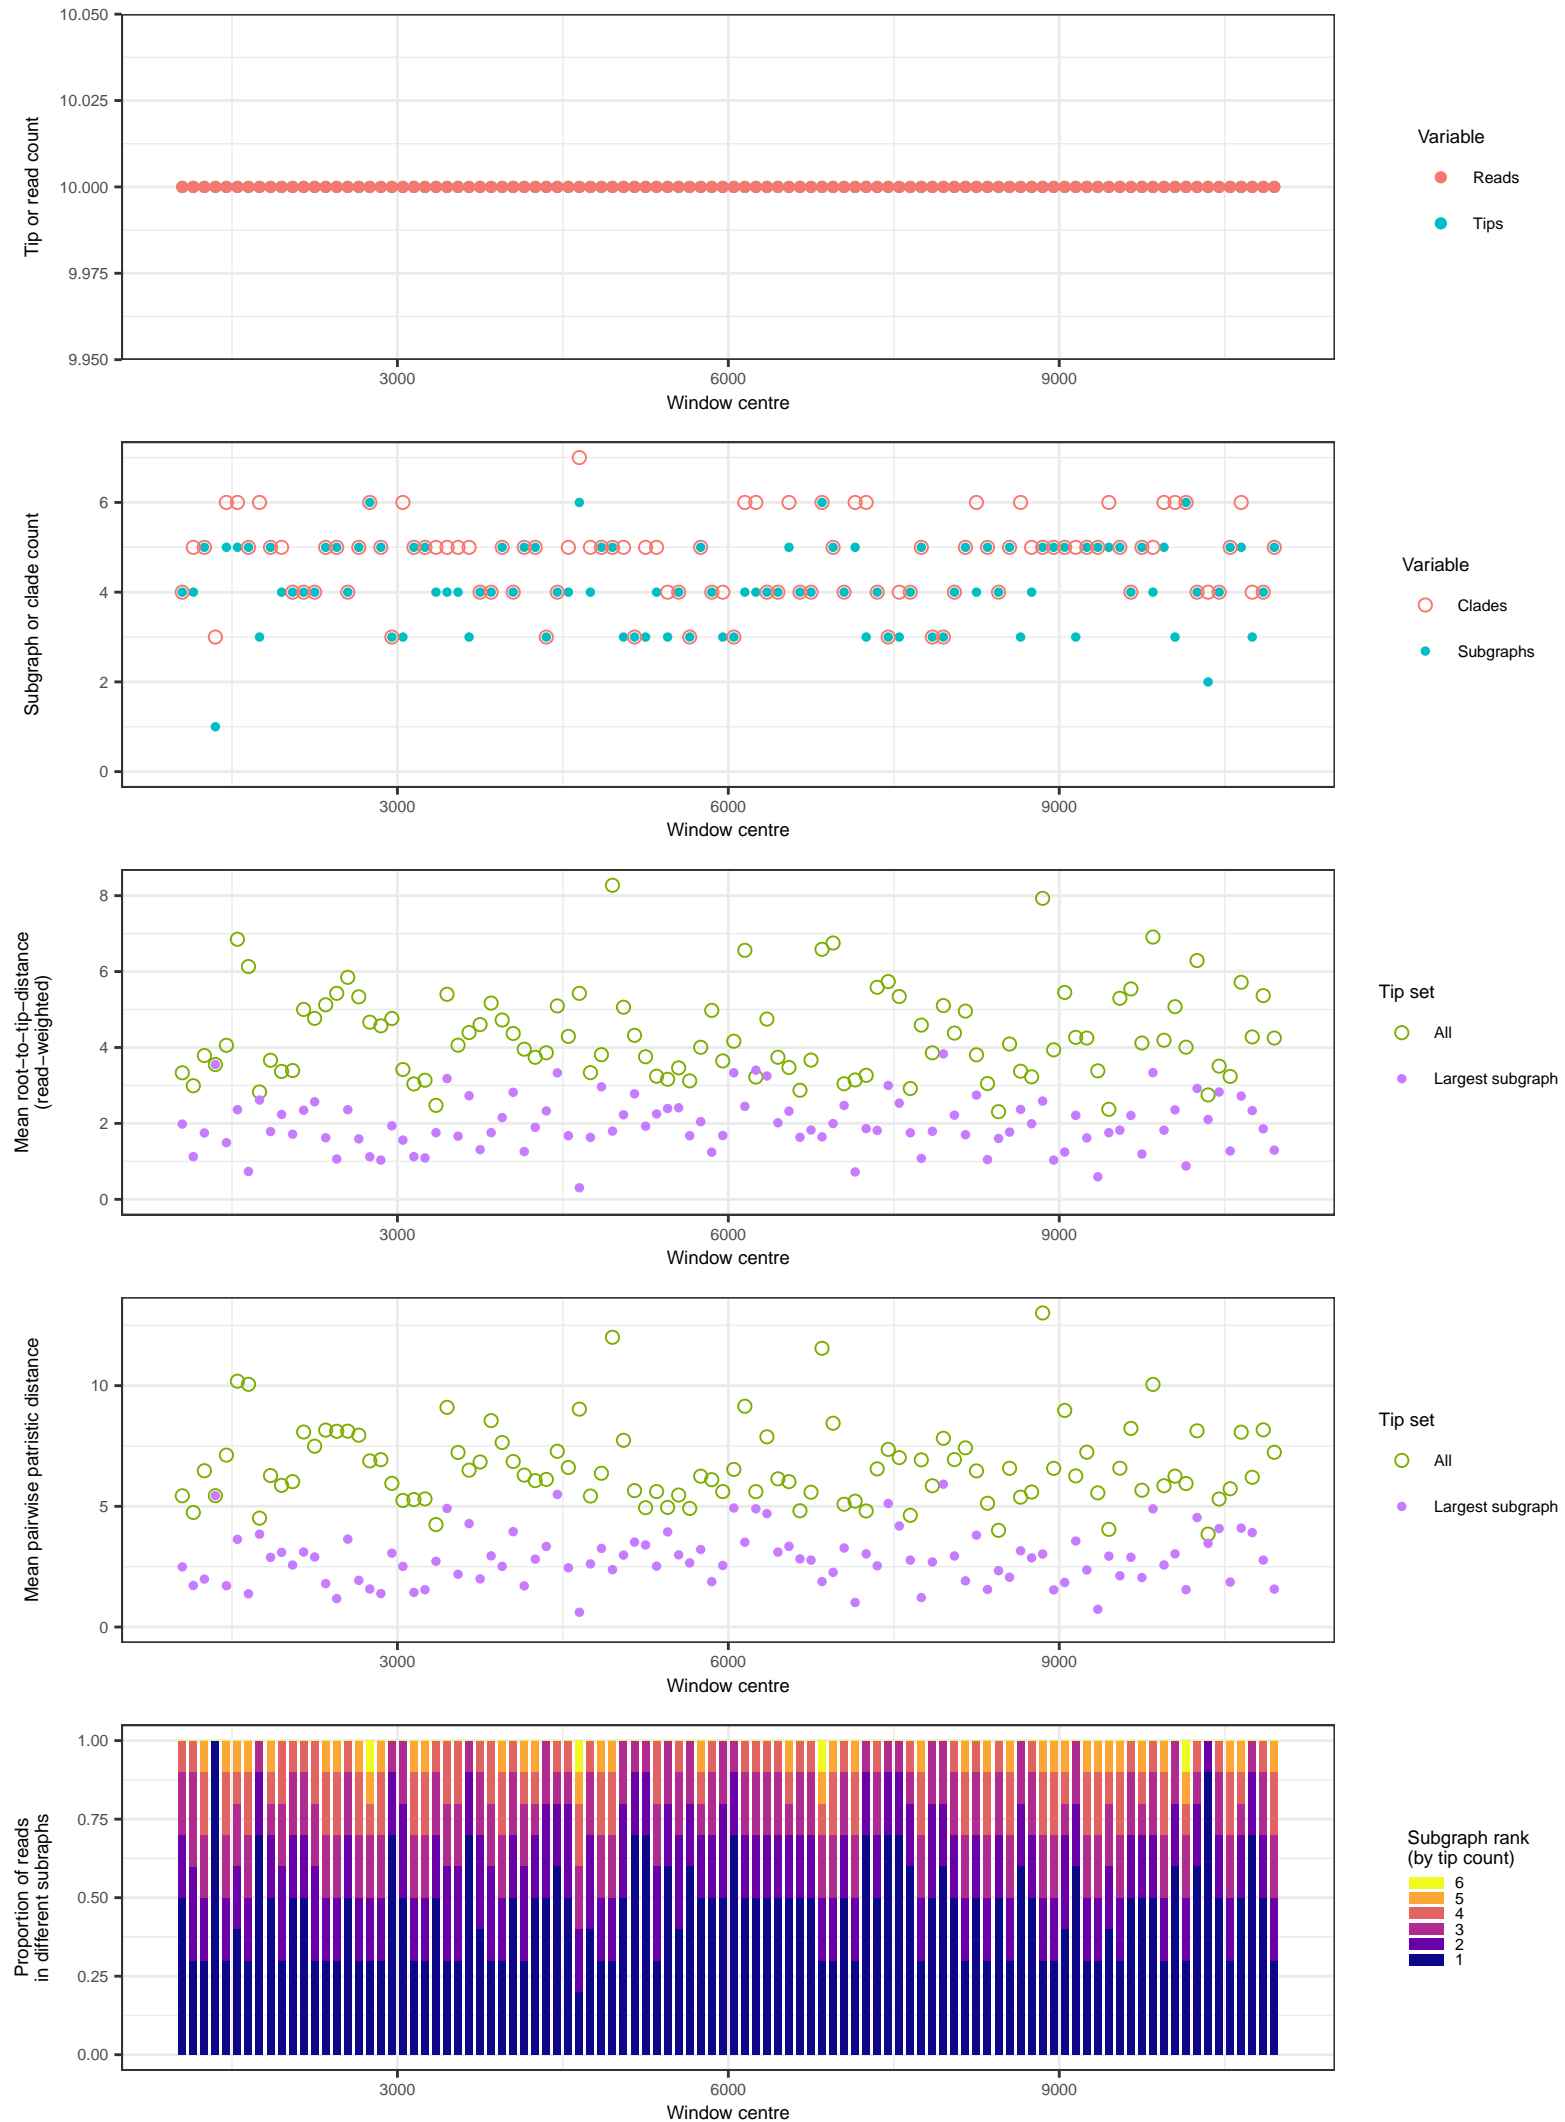 10.050
10.025
10.000
9.975
9.950
Tip or read count
3000
6000
9000
Window centre
Variable
Reads
Tips
6
4
2
0
Subgraph or clade count
3000
6000
9000
Window centre
Variable
Clades
Subgraphs
8
6
4
2
0
Mean root−to−tip−distance
(read−weighted)
3000
6000
9000
Window centre
Tip set
All
Largest subgraph
10
5
0
Mean pairwise patristic distance
3000
6000
9000
Window centre
Tip set
All
Largest subgraph
1.00
0.75
0.50
0.25
0.00
Proportion of reads
in different subraphs
3000
6000
9000
Window centre
Subgraph rank
(by tip count)
6
5
4
3
2
1